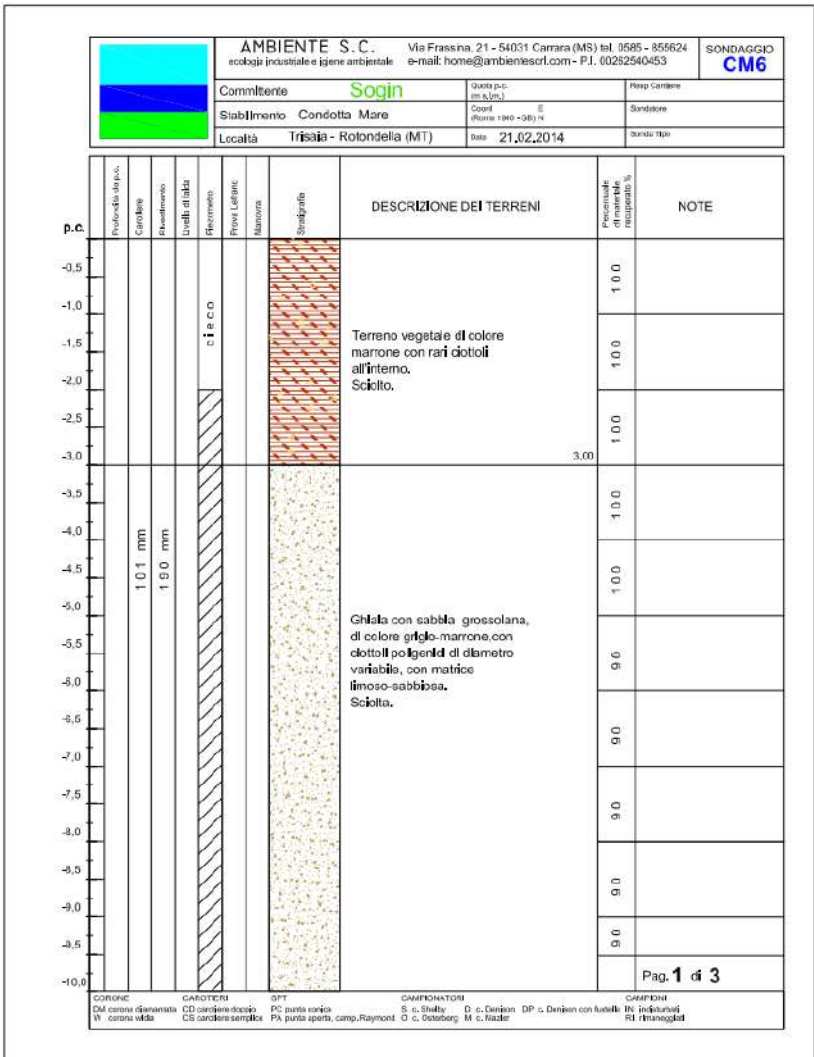 AMBIENTE S.C.
ecologia industriale e igiene ambientale
Via Frassina, 21 - 54031 Carrara (MS) tel. 0585 - 855624
e-mail: home@ambientescrl.com - P.I. 00262540453
SONDAGGIO
CM6
Committente Sogin
Quota p.c.
(m s.l.m.)
Resp Cantiere
Stabilimento Condotta Mare
Coord E
(Roma 1940 - GB) N
Sondatore
Località Trisaia - Rotondella (MT)
Data 21.02.2014
Sonda Tipo
p.c.
Profondità da p.c.
Carotiere
Rivestimento
Livello di falda
Piezometro
Prova Lefranc
Manovra
Stratigrafia
DESCRIZIONE DEI TERRENI
Percentuale
di materiale
recuperato %
NOTE
-0,5
-1,0
-1,5
-2,0
-2,5
-3,0
-3,5
-4,0
-4,5
-5,0
-5,5
-6,0
-6,5
-7,0
-7,5
-8,0
-8,5
-9,0
-9,5
-10,0
101 mm
190 mm
cieco
Terreno vegetale di colore
marrone con rari ciottoli
all'interno.
Sciolto.
3,00
Ghiaia con sabbia grossolana,
di colore grigio-marrone,con
ciottoli poligenici di diametro
variabile, con matrice
limoso-sabbiosa.
Sciolta.
100
100
100
100
100
90
90
90
90
90
Pag. 1 di 3
CORONE
DM corona diamantata
W corona widia
CAROTIERI
CD carotiere doppio
CS carotiere semplice
SPT
PC punta conica
PA punta aperta, camp.Raymond
CAMPIONATORI
S c. Shelby D c. Denison DP c. Denison con fustella
O c. Osterberg M c. Mazier
CAMPIONI
IN indisturbati
RI rimaneggiati